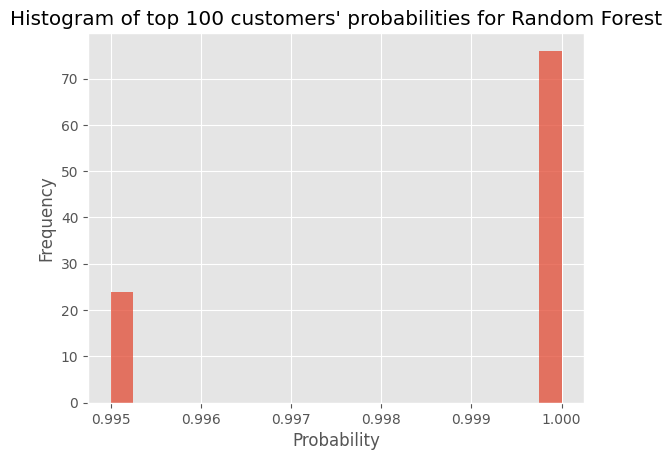 Histogram of top 100 customers' probabilities for Random Forest
70
60
50
40
30
20
10
0
Frequency
0.995 0.996 0.997 0.998 0.999 1.000
Probability